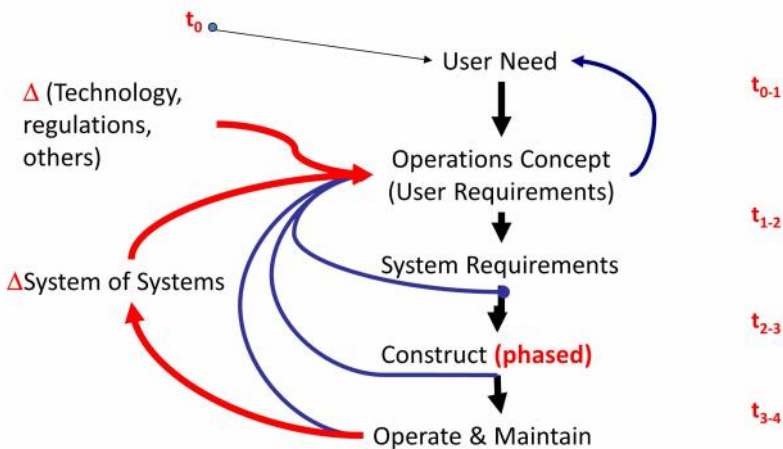 t0
User Need
t0-1
Δ (Technology,
regulations,
others)
Operations Concept
(User Requirements)
t1-2
System Requirements
ΔSystem of Systems
t2-3
Construct (phased)
t3-4
Operate & Maintain